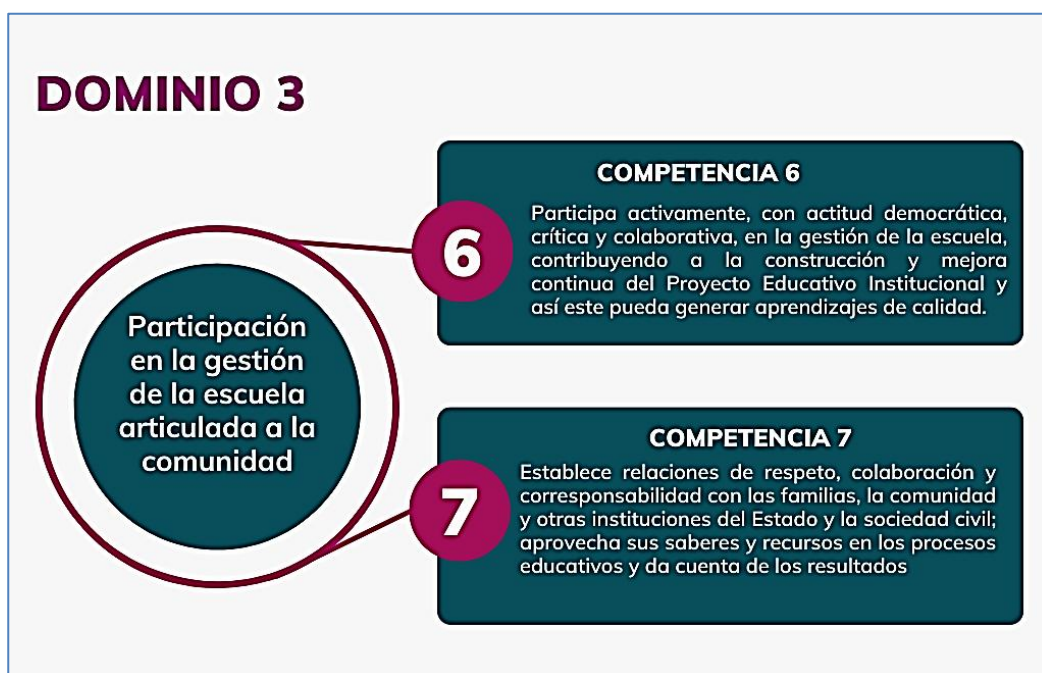 DOMINIO 3
Participación
en la gestión
de la escuela
articulada a la
comunidad
6
COMPETENCIA 6
Participa activamente, con actitud democrática,
crítica y colaborativa, en la gestión de la escuela,
contribuyendo a la construcción y mejora
continua del Proyecto Educativo Institucional y
así este pueda generar aprendizajes de calidad.
7
COMPETENCIA 7
Establece relaciones de respeto, colaboración y
corresponsabilidad con las familias, la comunidad
y otras instituciones del Estado y la sociedad civil;
aprovecha sus saberes y recursos en los procesos
educativos y da cuenta de los resultados